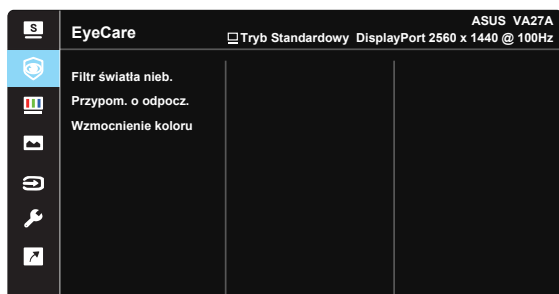 S
EyeCare
ASUS VA27A
Tryb Standardowy DisplayPort 2560 x 1440 @ 100Hz
Filtr światła nieb.
Przypom. o odpocz.
Wzmocnienie koloru